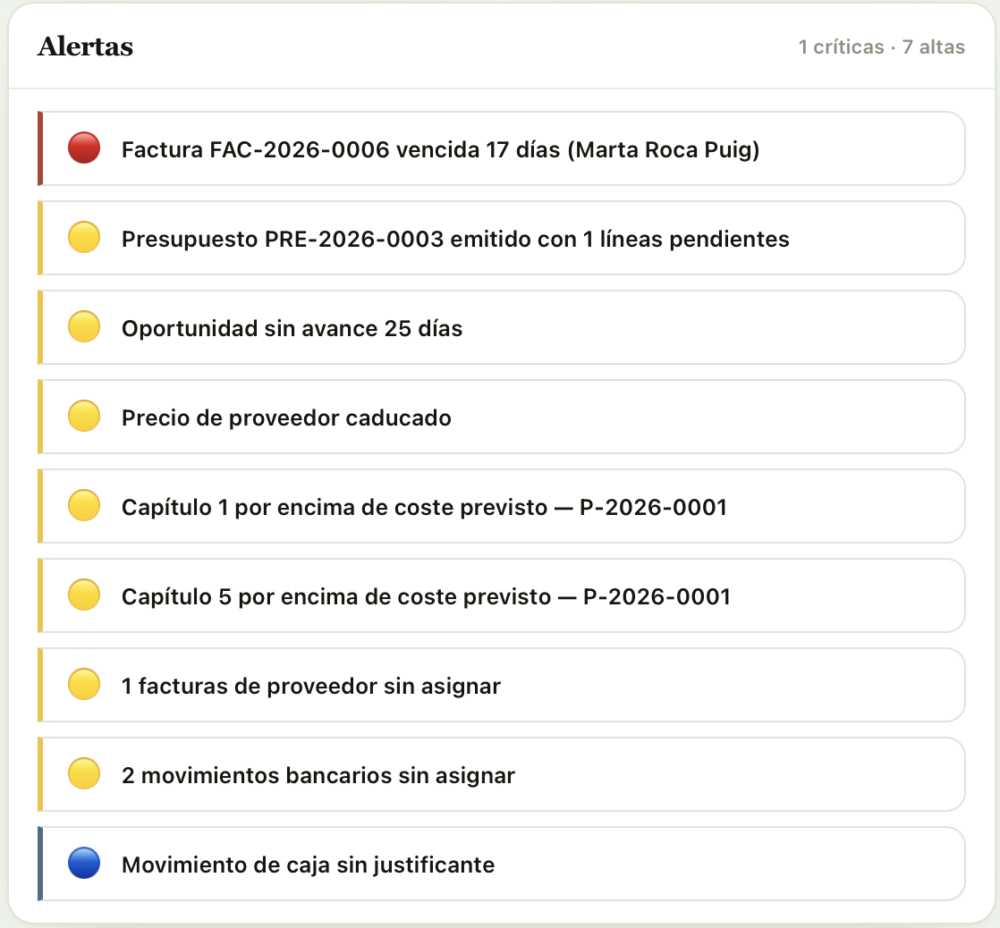 Alertas
1 críticas · 7 altas
Factura FAC-2026-0006 vencida 17 días (Marta Roca Puig)
Presupuesto PRE-2026-0003 emitido con 1 líneas pendientes
Oportunidad sin avance 25 días
Precio de proveedor caducado
Capítulo 1 por encima de coste previsto — P-2026-0001
Capítulo 5 por encima de coste previsto — P-2026-0001
1 facturas de proveedor sin asignar
2 movimientos bancarios sin asignar
Movimiento de caja sin justificante